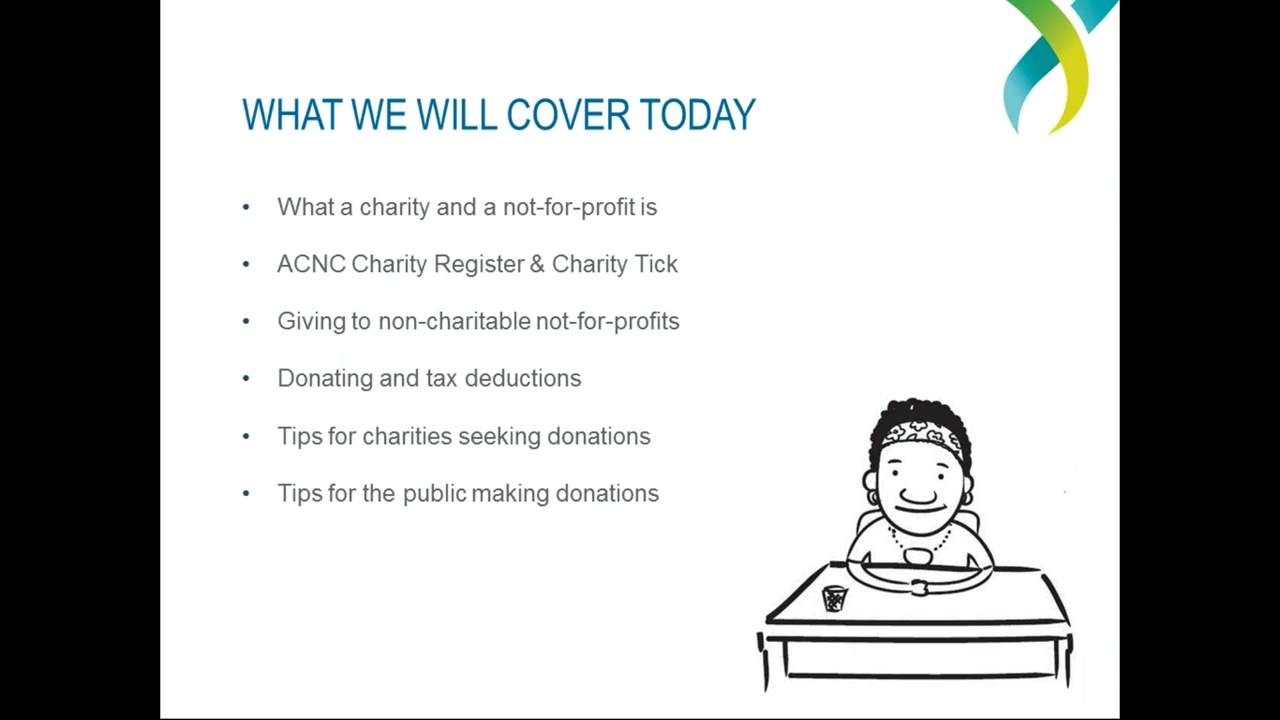 WHAT WE WILL COVER TODAY
• What a charity and a not-for-profit is
• ACNC Charity Register & Charity Tick
• Giving to non-charitable not-for-profits
• Donating and tax deductions
• Tips for charities seeking donations
• Tips for the public making donations